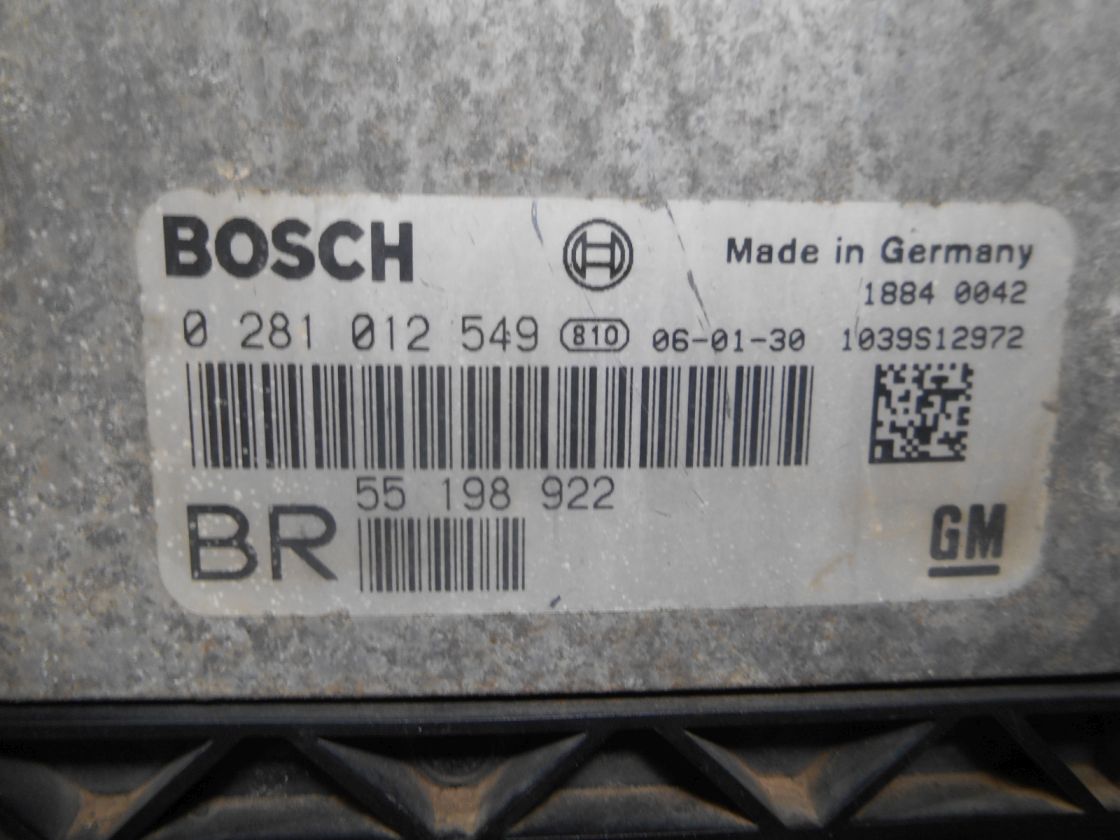 BOSCH
Made in Germany
1884 0042
0 281 012 549 810 06-01-30 1039S12972
55 198 922
BR
GM